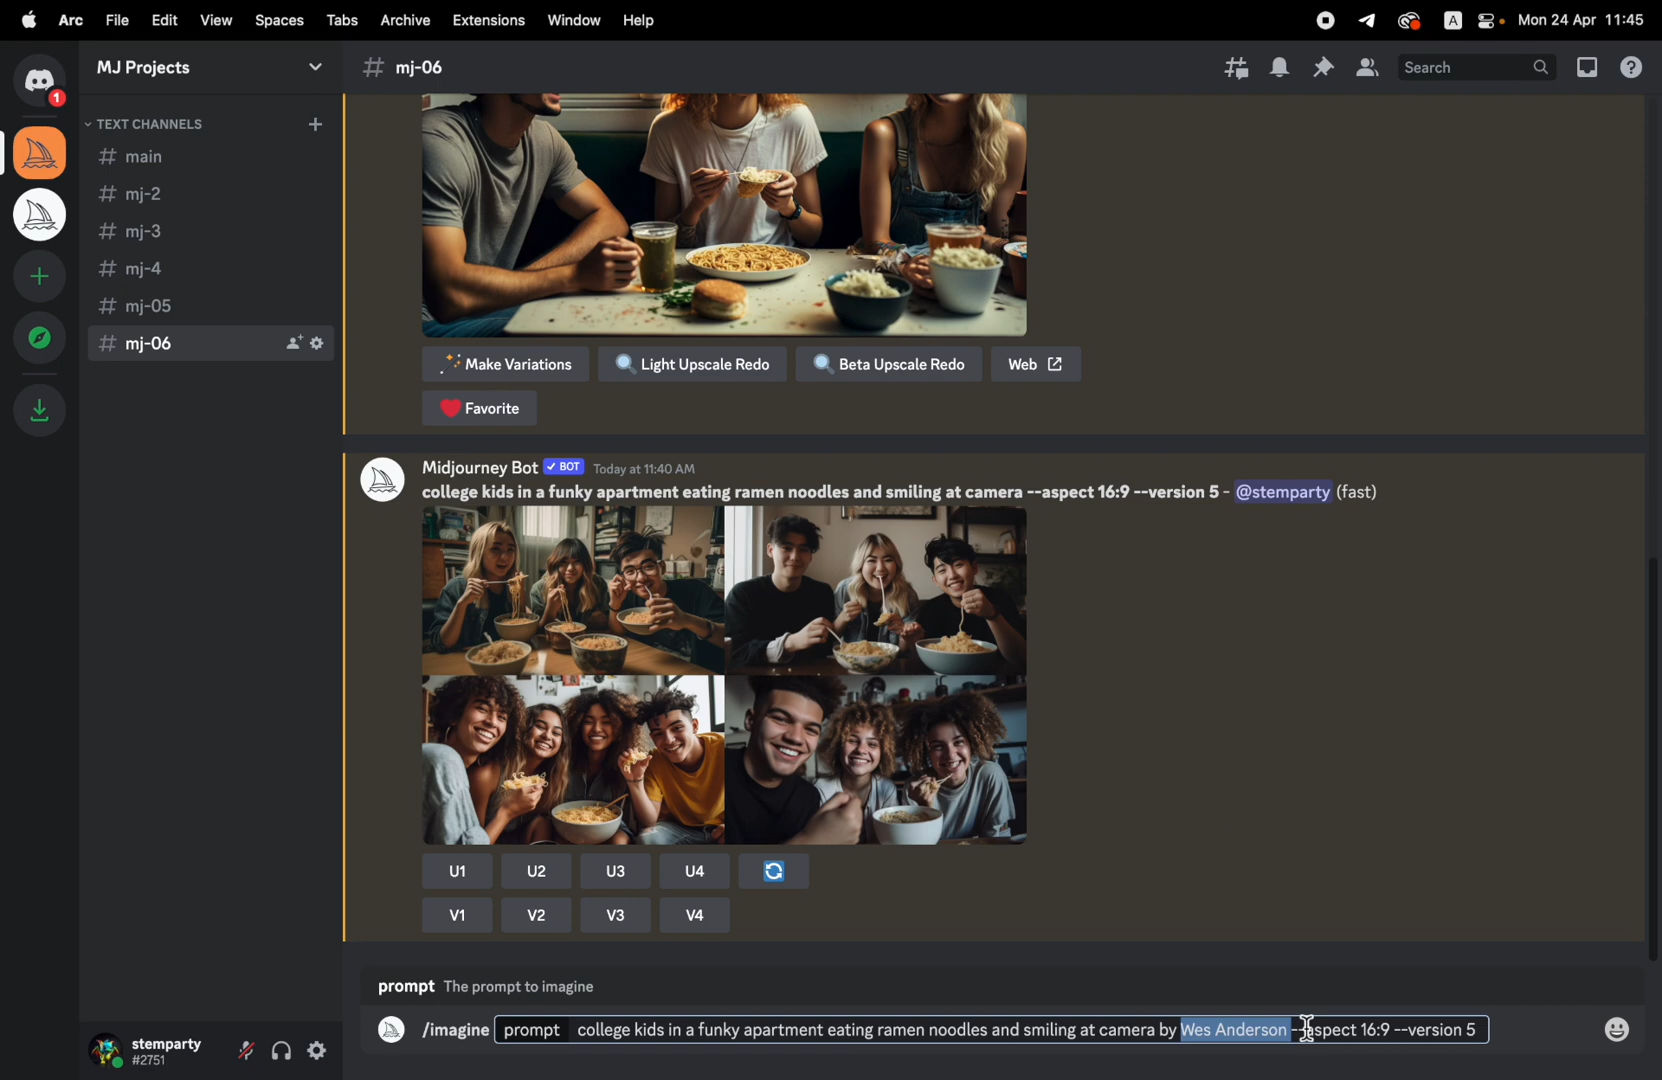 Arc File Edit View Spaces Tabs Archive Extensions Window Help A Mon 24 Apr 11:45
MJ Projects
# mj-06
Search
1
TEXT CHANNELS
# main
# mj-2
# mj-3
# mj-4
# mj-05
# mj-06
Make Variations Light Upscale Redo Beta Upscale Redo Web
Favorite
Midjourney Bot ✓ BOT Today at 11:40 AM
college kids in a funky apartment eating ramen noodles and smiling at camera --aspect 16:9 --version 5 - @stemparty (fast)
U1 U2 U3 U4
V1 V2 V3 V4
prompt The prompt to imagine
/imagine prompt college kids in a funky apartment eating ramen noodles and smiling at camera by Wes Anderson --aspect 16:9 --version 5
stemparty
#2751